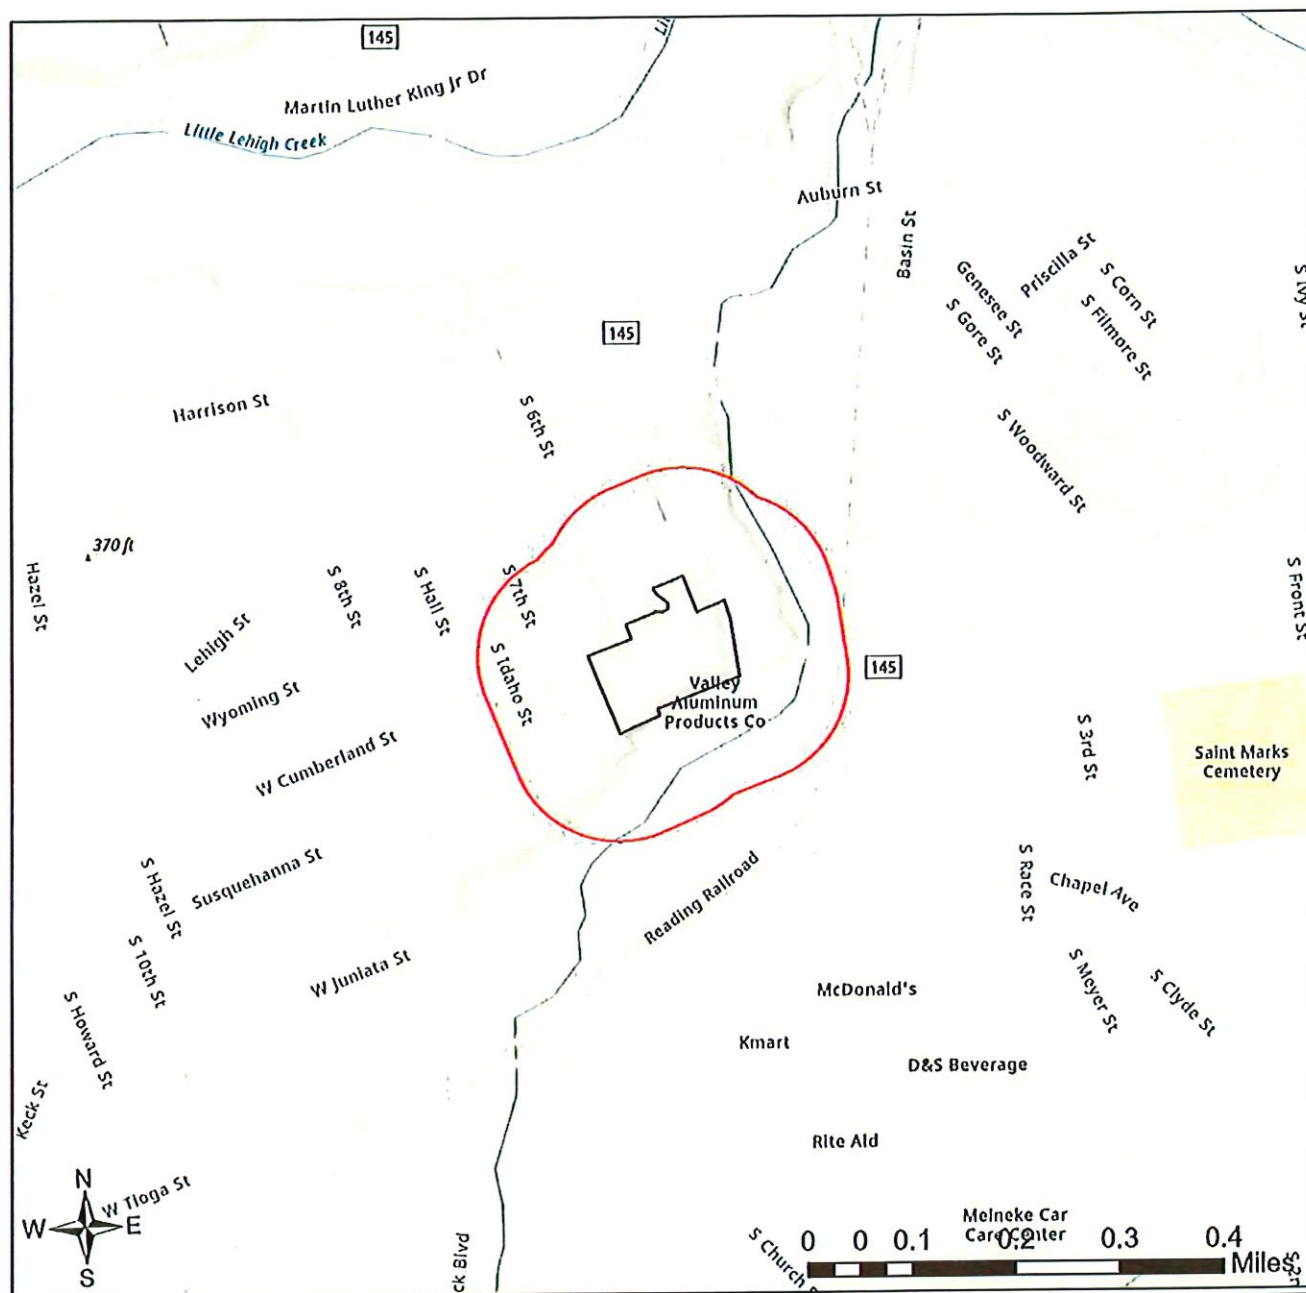 145
Martin Luther King Jr Dr
Little Lehigh Creek
Auburn St
Basin St
Genesee St
Priscilla St
S Corn St
S Gore St
S Filmore St
S Ivy St
145
Harrison St
S 6th St
S Woodward St
370 ft
Hazel St
S 8th St
S Hall St
S 7th St
S Front St
Lehigh St
S Idaho St
145
Wyoming St
Valley
Aluminum
Products Co
W Cumberland St
S 3rd St
Saint Marks
Cemetery
Susquehanna St
S Hazel St
Reading Railroad
S Race St
Chapel Ave
S 10th St
W Juniata St
S Howard St
McDonald's
S Meyer St
S Clyde St
Kmart
D&S Beverage
Keck St
Rite Aid
N
W E
S
W Tioga St
ck Blvd
S Church
Meineke Car
Care Center
0 0 0.1 0.2 0.3 0.4
Miles